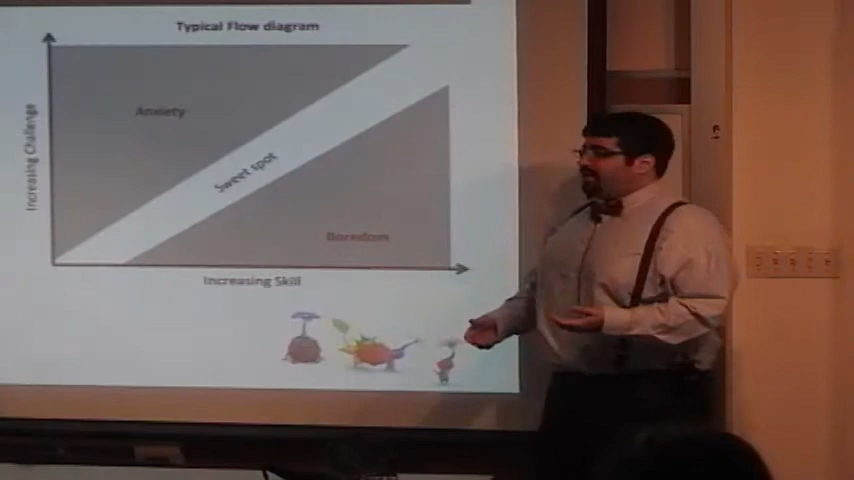 Typical Flow diagram
Increasing Challenge
Anxiety
Sweet spot
Boredom
Increasing Skill